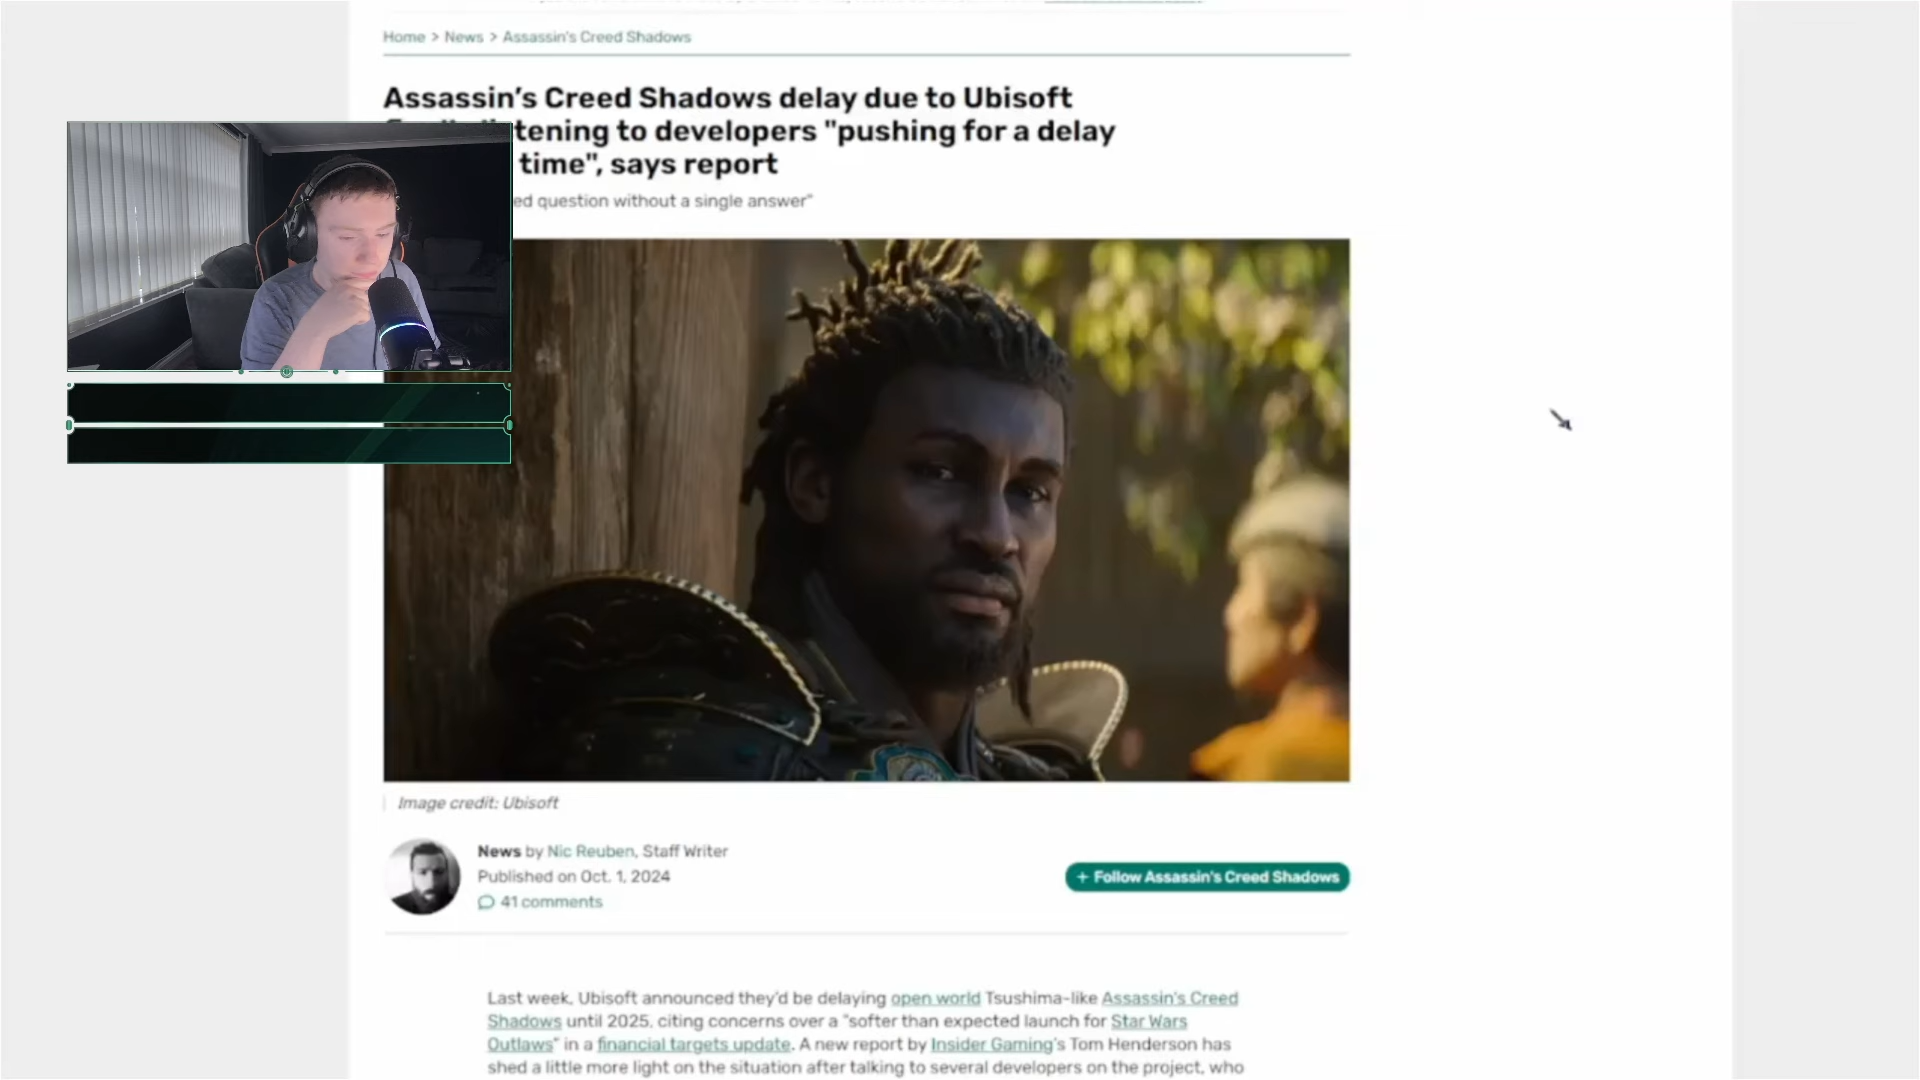 Home > News > Assassin's Creed Shadows
Assassin's Creed Shadows delay due to Ubisoft
listening to developers "pushing for a delay
time", says report
ed question without a single answer"
Image credit: Ubisoft
News by Nic Reuben, Staff Writer
Published on Oct. 1, 2024
41 comments
+ Follow Assassin's Creed Shadows
Last week, Ubisoft announced they'd be delaying open world Tsushima-like Assassin's Creed
Shadows until 2025, citing concerns over a "softer than expected launch for Star Wars
Outlaws" in a financial targets update. A new report by Insider Gaming's Tom Henderson has
shed a little more light on the situation after talking to several developers on the project, who